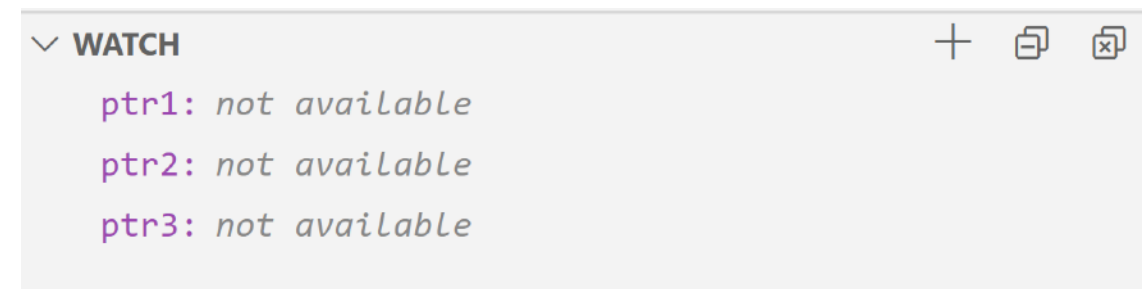 WATCH
ptr1: not available
ptr2: not available
ptr3: not available